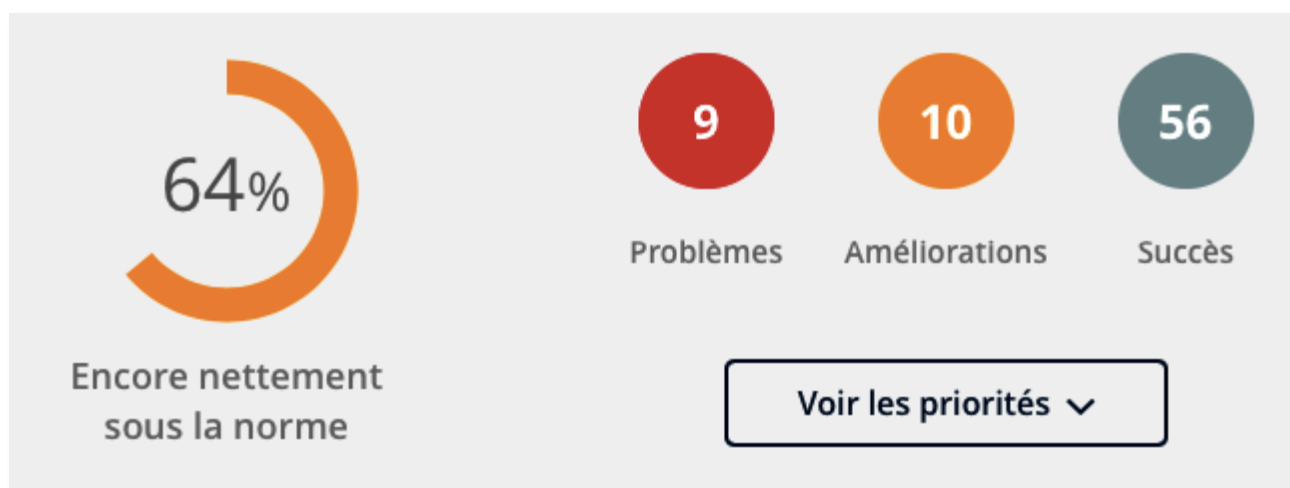 64%
Encore nettement
sous la norme
9
10
56
Problèmes
Améliorations
Succès
Voir les priorités